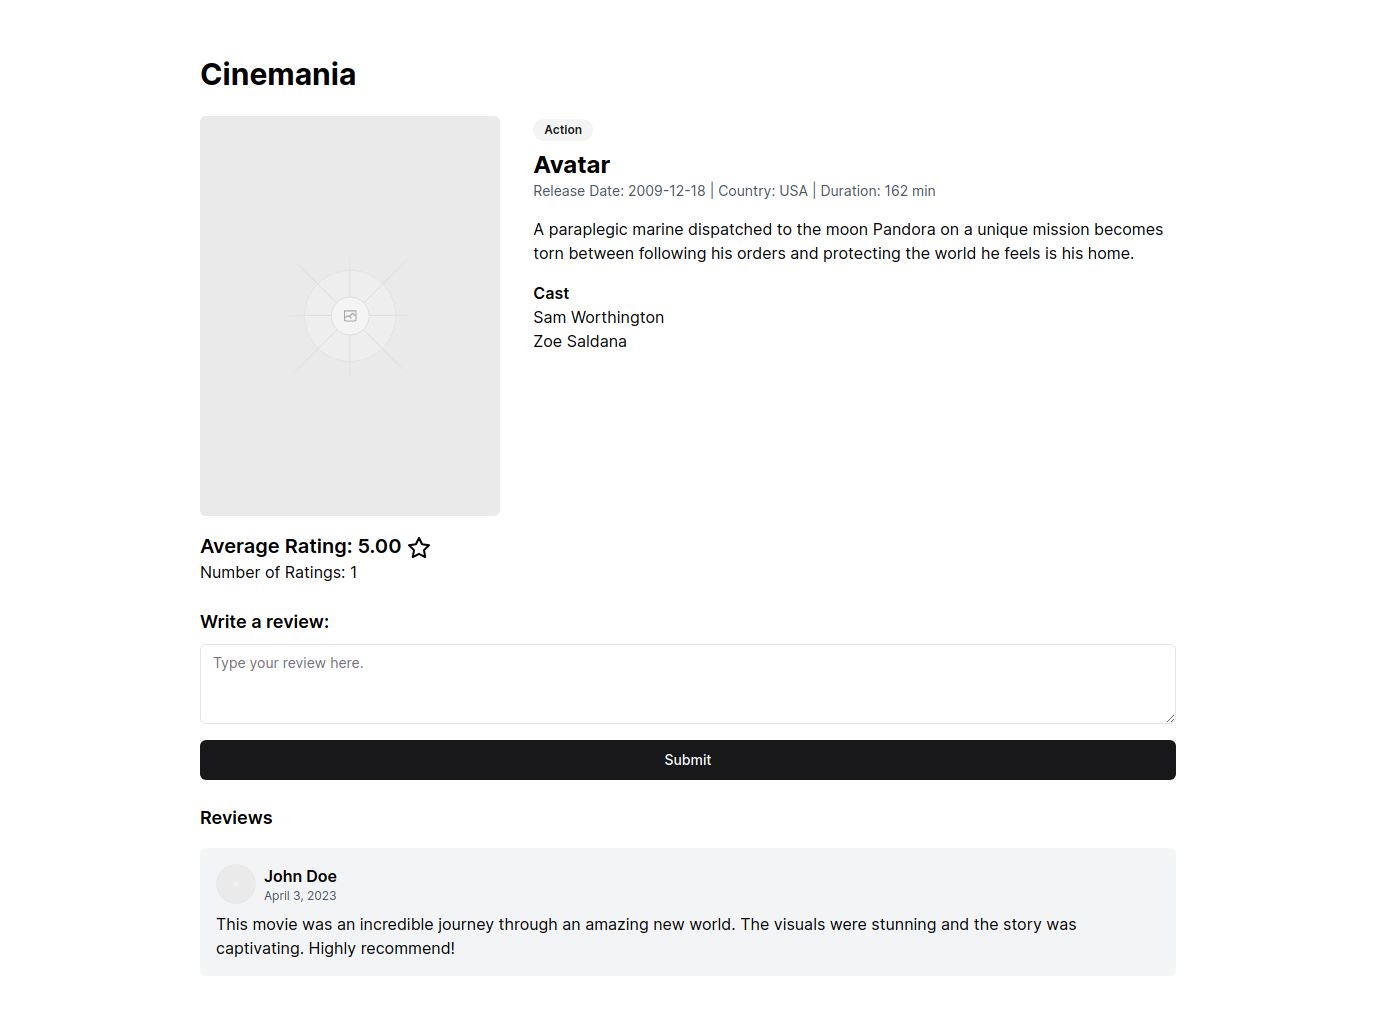 Cinemania
Action
Avatar
Release Date: 2009-12-18 | Country: USA | Duration: 162 min
A paraplegic marine dispatched to the moon Pandora on a unique mission becomes
torn between following his orders and protecting the world he feels is his home.
Cast
Sam Worthington
Zoe Saldana
Average Rating: 5.00
Number of Ratings: 1
Write a review:
Type your review here.
Submit
Reviews
John Doe
April 3, 2023
This movie was an incredible journey through an amazing new world. The visuals were stunning and the story was
captivating. Highly recommend!